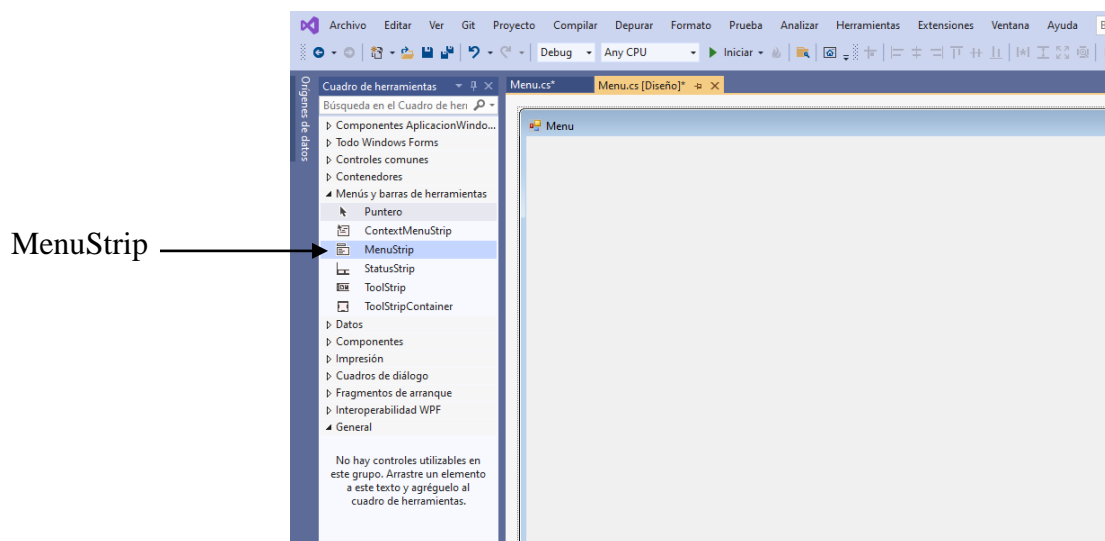 Archivo Editar Ver Git Proyecto Compilar Depurar Formato Prueba Analizar Herramientas Extensiones Ventana Ayuda
Debug Any CPU Iniciar
Orígenes de datos
Cuadro de herramientas
Menu.cs*
Menu.cs [Diseño]*
Búsqueda en el Cuadro de herr
Menu
Componentes AplicacionWindo...
Todo Windows Forms
Controles comunes
Contenedores
Menús y barras de herramientas
Puntero
ContextMenuStrip
MenuStrip
MenuStrip
StatusStrip
ToolStrip
ToolStripContainer
Datos
Componentes
Impresión
Cuadros de diálogo
Fragmentos de arranque
Interoperabilidad WPF
General
No hay controles utilizables en
este grupo. Arrastre un elemento
a este texto y agréguelo al
cuadro de herramientas.